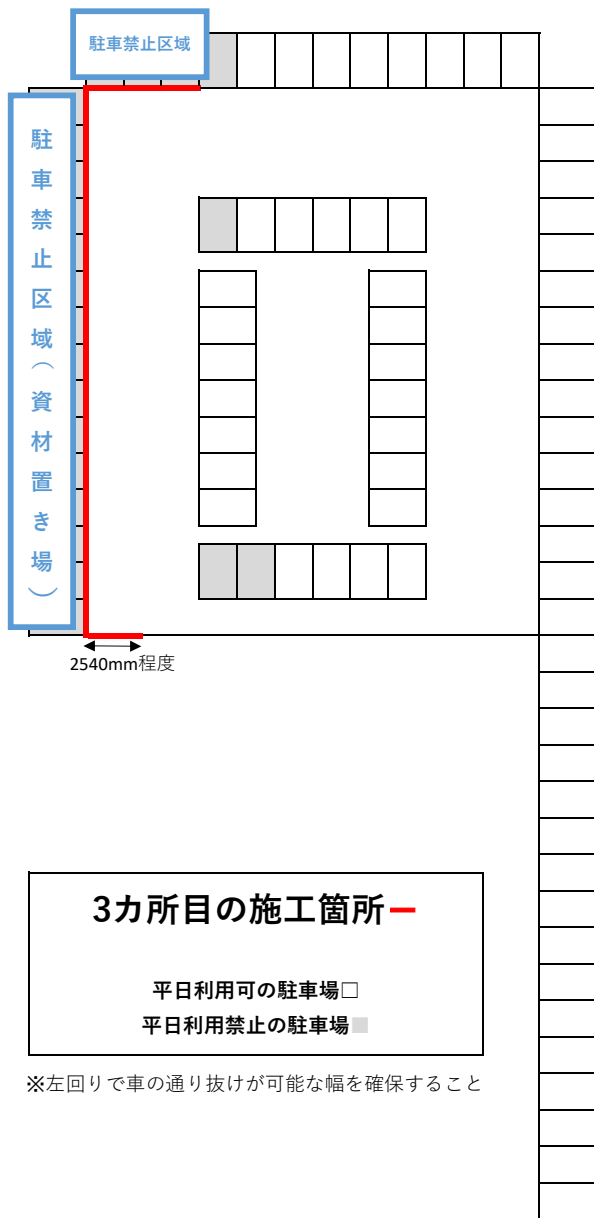 駐車禁止区域
駐車禁止区域（資材置き場）
2540mm程度
3カ所目の施工箇所
平日利用可の駐車場□
平日利用禁止の駐車場■
※左回りで車の通り抜けが可能な幅を確保すること